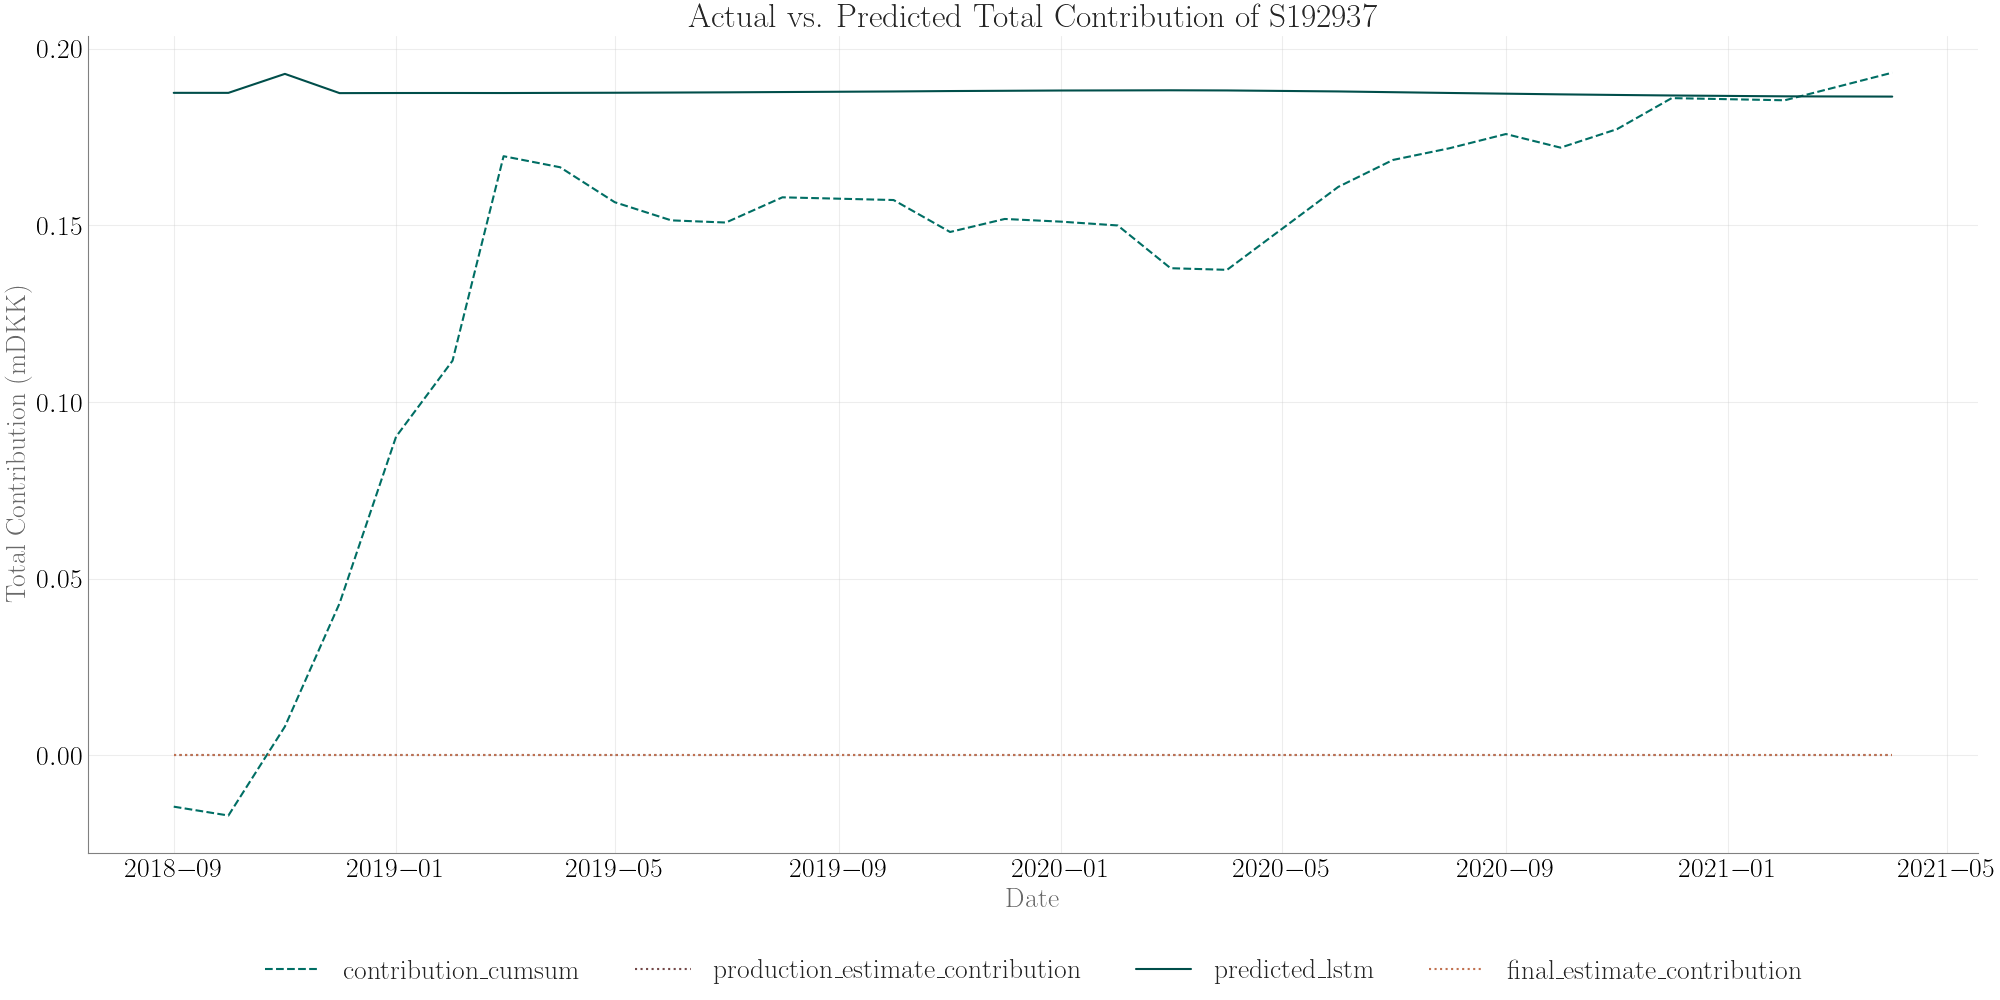 Actual vs. Predicted Total Contribution of S192937
Total Contribution (mDKK)
0.20
0.15
0.10
0.05
0.00
2018−09 2019−01 2019−05 2019−09 2020−01 2020−05 2020−09 2021−01 2021−05
Date
contribution_cumsum production_estimate_contribution predicted_lstm final_estimate_contribution